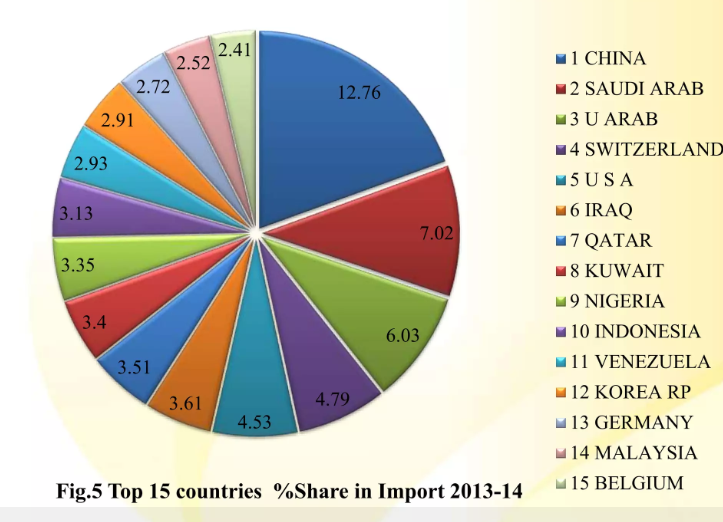 2.41
2.52
12.76
2.72
2.91
2.93
3.13
7.02
3.35
3.4
6.03
3.51
3.61
4.79
4.53
1 CHINA
2 SAUDI ARAB
3 U ARAB
4 SWITZERLAND
5 U S A
6 IRAQ
7 QATAR
8 KUWAIT
9 NIGERIA
10 INDONESIA
11 VENEZUELA
12 KOREA RP
13 GERMANY
14 MALAYSIA
15 BELGIUM
Fig.5 Top 15 countries %Share in Import 2013-14